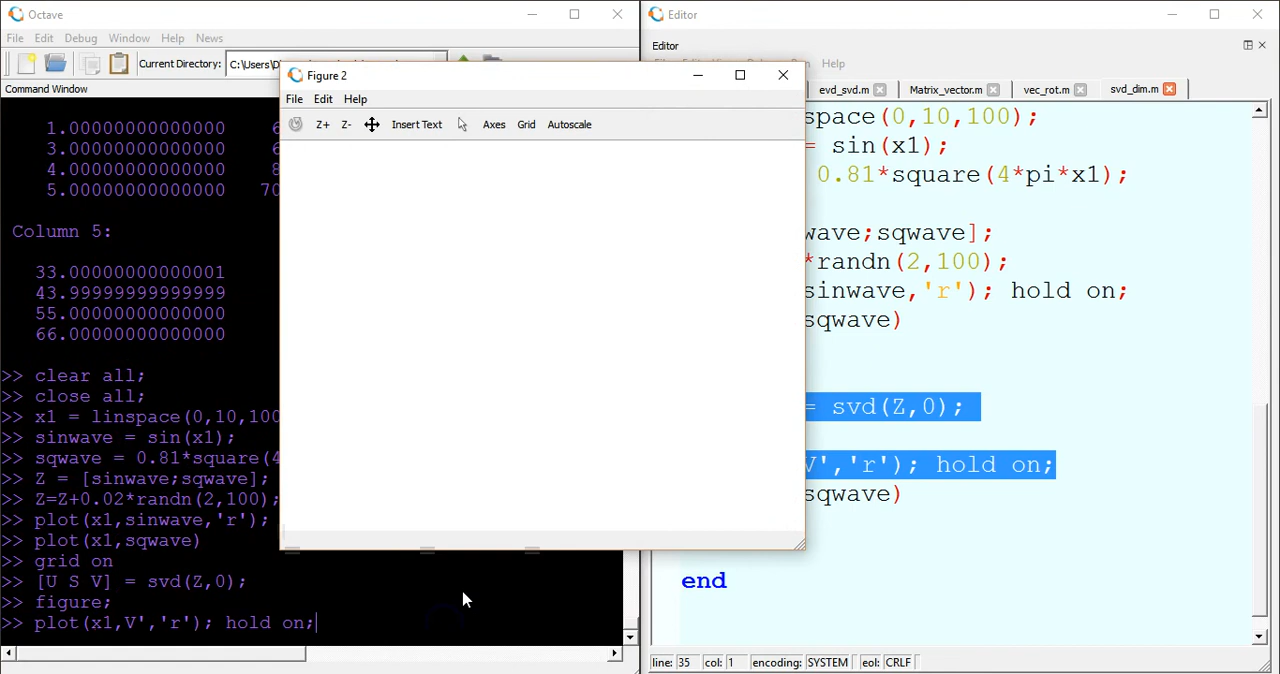 Octave
File Edit Debug Window Help News
Current Directory: C:\Users\D
Command Window
1.00000000000000 6
3.00000000000000 6
4.00000000000000 8
5.00000000000000 70
Column 5:
33.00000000000001
43.99999999999999
55.00000000000000
66.00000000000000
>> clear all;
>> close all;
>> x1 = linspace(0,10,100
>> sinwave = sin(x1);
>> sqwave = 0.81*square(4
>> Z = [sinwave;sqwave];
>> Z=Z+0.02*randn(2,100);
>> plot(x1,sinwave,'r');
>> plot(x1,sqwave)
>> grid on
>> [U S V] = svd(Z,0);
>> figure;
>> plot(x1,V','r'); hold on;
Figure 2
File Edit Help
Z+ Z- Insert Text Axes Grid Autoscale
Editor
Editor
Help
evd_svd.m Matrix_vector.m vec_rot.m svd_dim.m
space(0,10,100);
= sin(x1);
0.81*square(4*pi*x1);
wave;sqwave];
*randn(2,100);
sinwave,'r'); hold on;
sqwave)
= svd(Z,0);
V','r'); hold on;
sqwave)
end
line: 35 col: 1 encoding: SYSTEM eol: CRLF